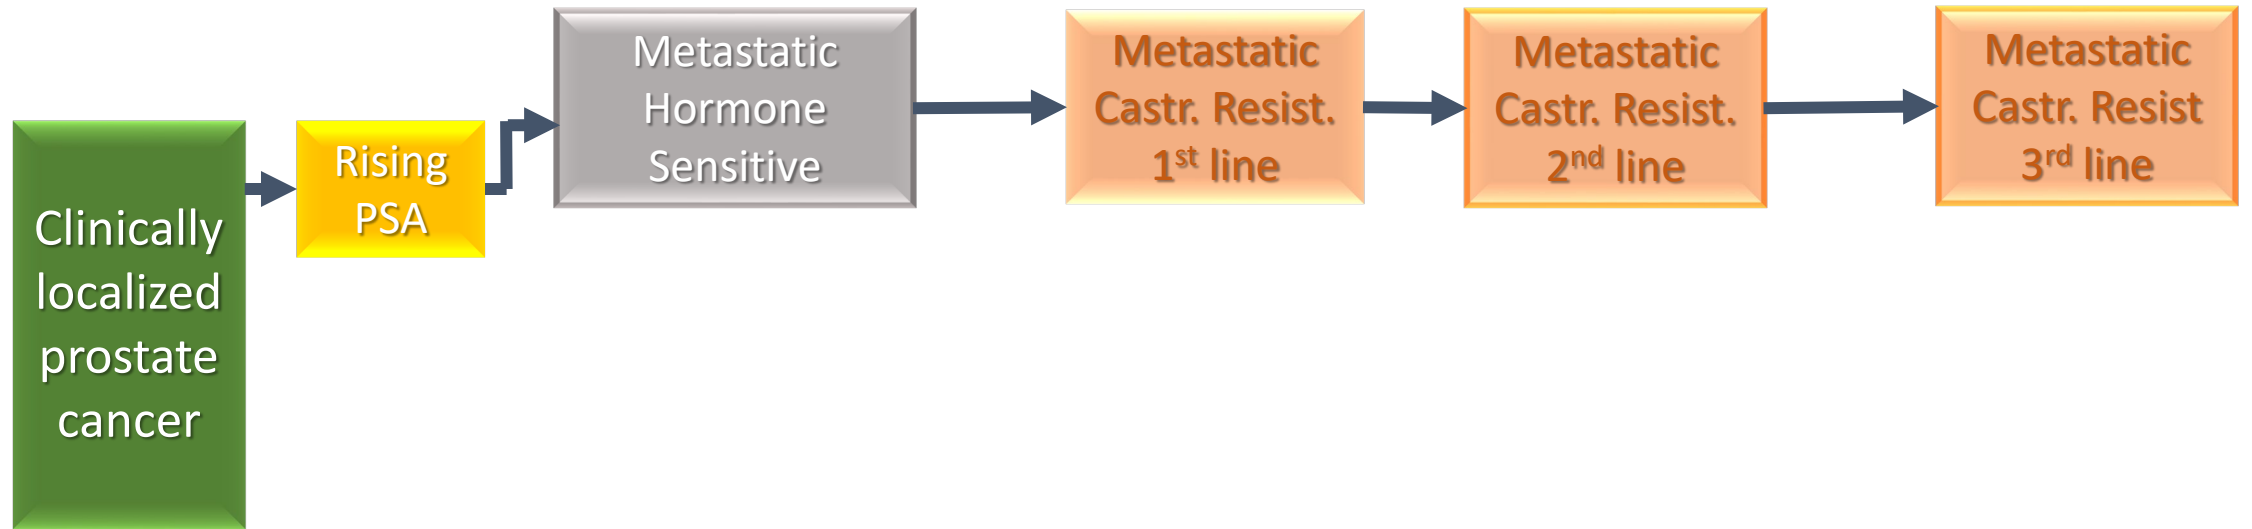 Clinically
localized
prostate
cancer
Rising
PSA
Metastatic
Hormone
Sensitive
Metastatic
Castr. Resist.
1st line
Metastatic
Castr. Resist.
2nd line
Metastatic
Castr. Resist
3rd line